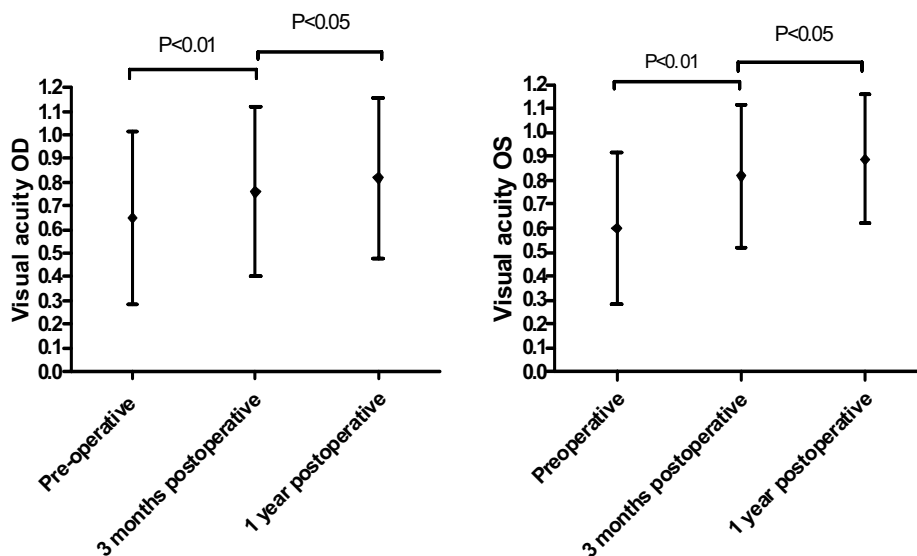 P<0.01
P<0.05
Visual acuity OD
1.2
1.1
1.0
0.9
0.8
0.7
0.6
0.5
0.4
0.3
0.2
0.1
0.0
Pre-operative
3 months postoperative
1 year postoperative
P<0.01
P<0.05
Visual acuity OS
1.2
1.1
1.0
0.9
0.8
0.7
0.6
0.5
0.4
0.3
0.2
0.1
0.0
Preoperative
3 months postoperative
1 year postoperative